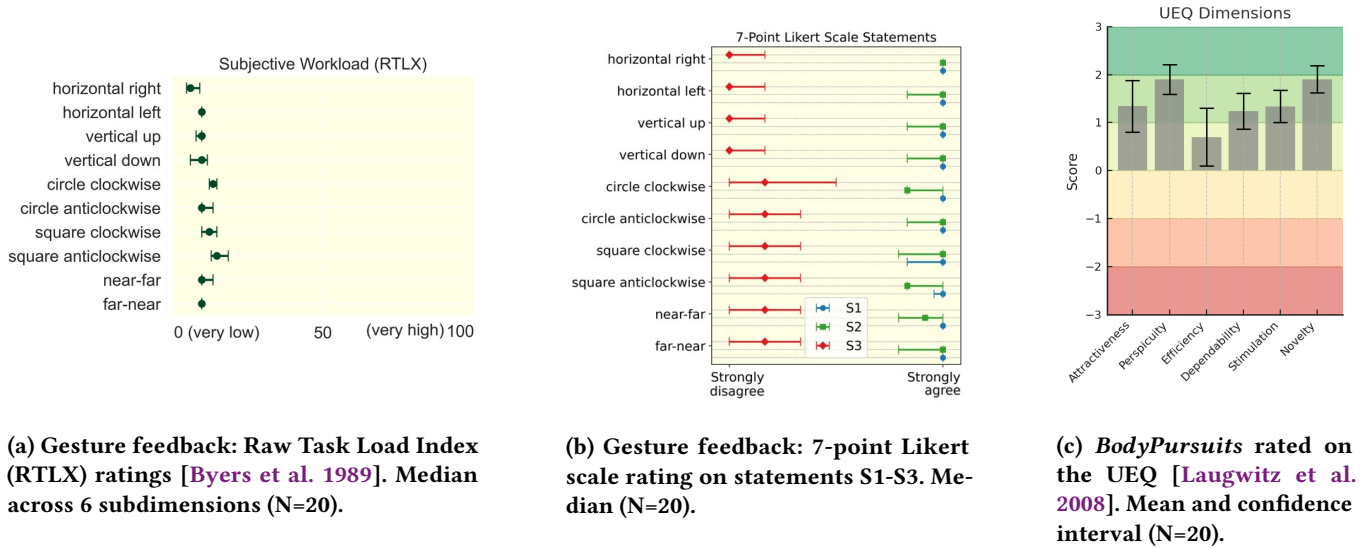 Subjective Workload (RTLX)
horizontal right
horizontal left
vertical up
vertical down
circle clockwise
circle anticlockwise
square clockwise
square anticlockwise
near-far
far-near
0 (very low) 50 (very high) 100
(a) Gesture feedback: Raw Task Load Index
(RTLX) ratings [Byers et al. 1989]. Median
across 6 subdimensions (N=20).
7-Point Likert Scale Statements
horizontal right
horizontal left
vertical up
vertical down
circle clockwise
circle anticlockwise
square clockwise
square anticlockwise
near-far
far-near
S1
S2
S3
Strongly
disagree
Strongly
agree
(b) Gesture feedback: 7-point Likert
scale rating on statements S1-S3. Me-
dian (N=20).
UEQ Dimensions
Score
3
2
1
0
−1
−2
−3
Attractiveness
Perspicuity
Efficiency
Dependability
Stimulation
Novelty
(c) BodyPursuits rated on
the UEQ [Laugwitz et al.
2008]. Mean and confidence
interval (N=20).